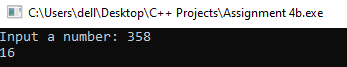 C:\Users\dell\Desktop\C++ Projects\Assignment 4b.exe
Input a number: 358
16